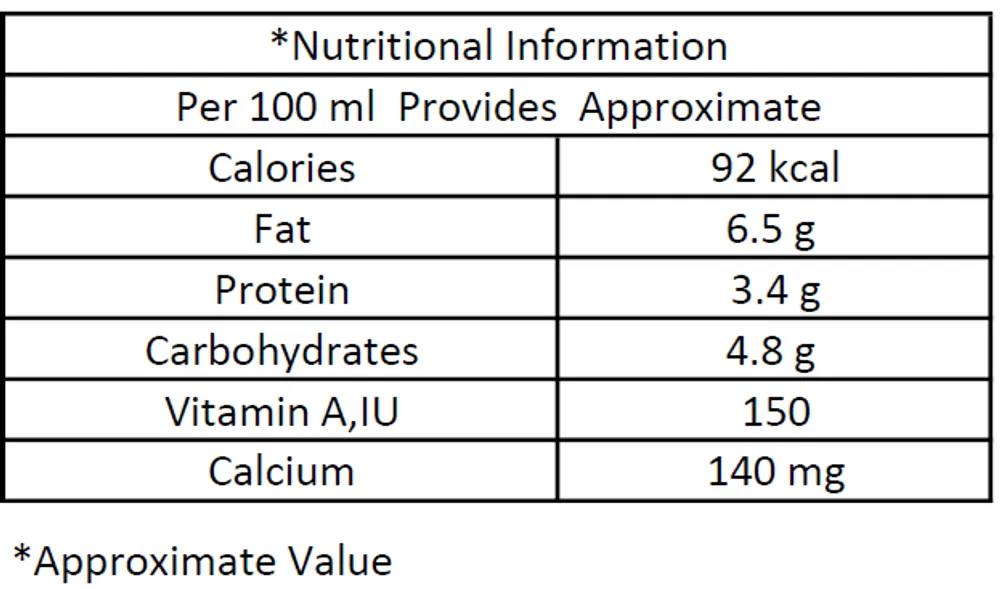 *Nutritional Information
Per 100 ml Provides Approximate
Calories 92 kcal
Fat 6.5 g
Protein 3.4 g
Carbohydrates 4.8 g
Vitamin A,IU 150
Calcium 140 mg
*Approximate Value